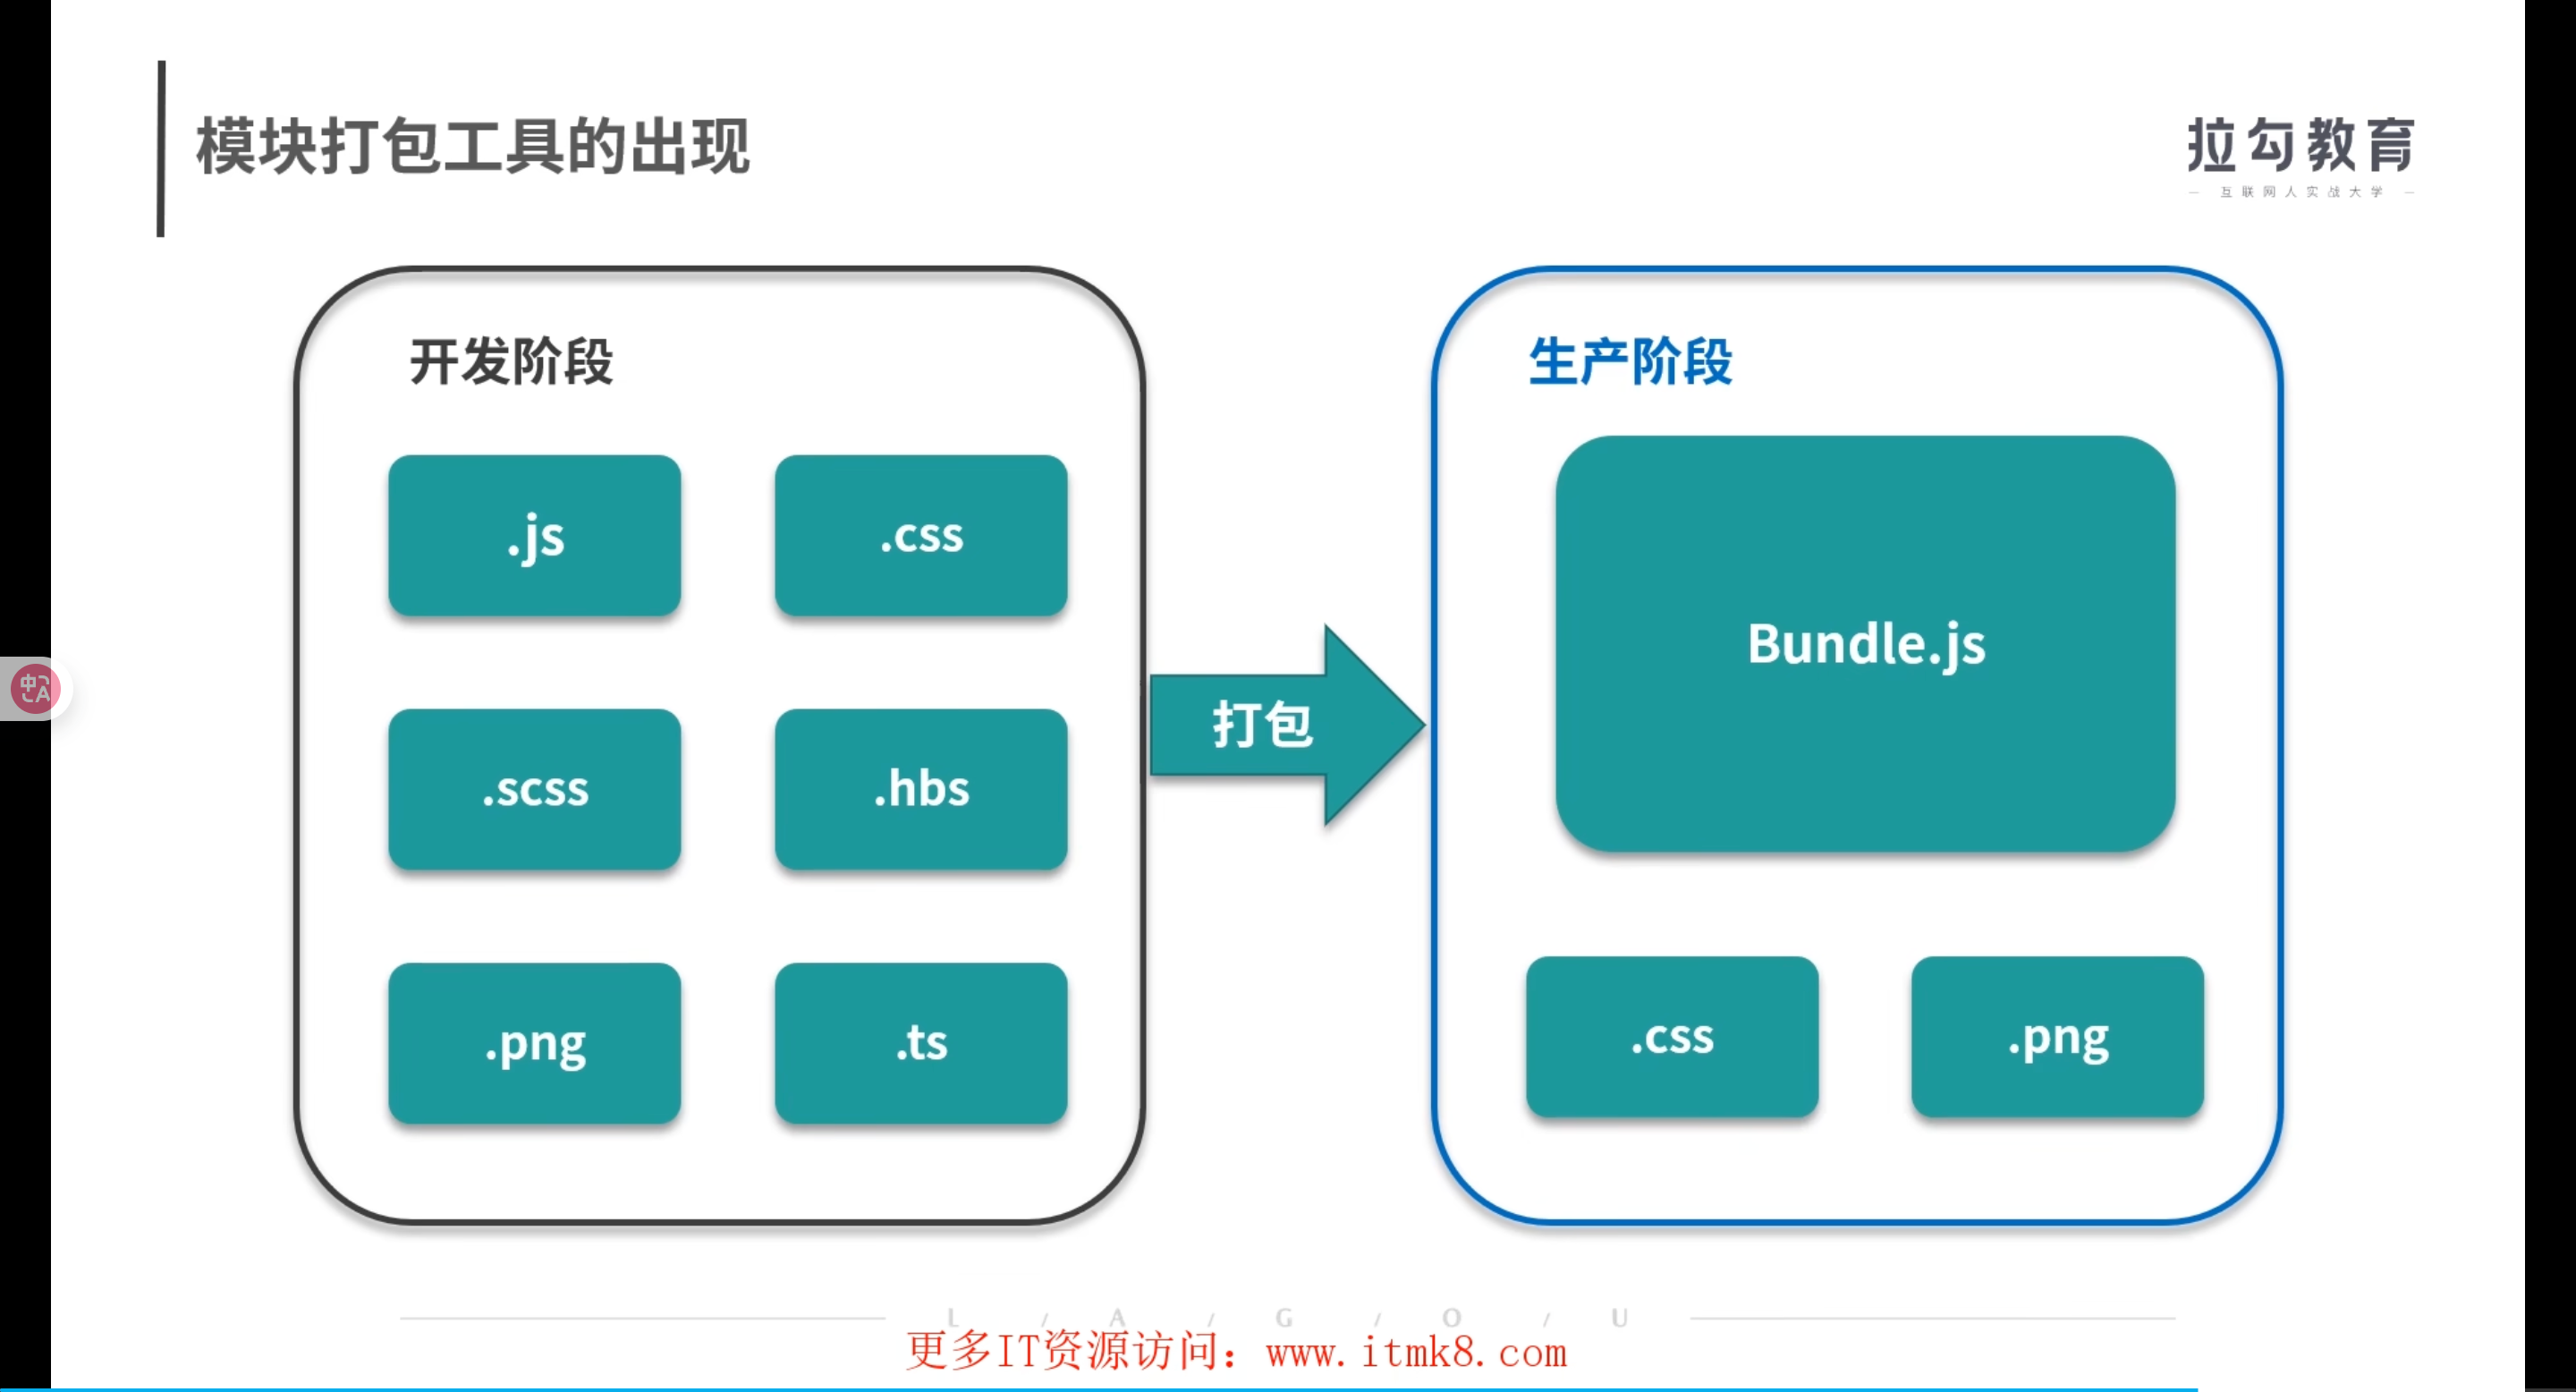 模块打包工具的出现
拉勾教育
— 互联网人实战大学 —
开发阶段
生产阶段
.js
.css
Bundle.js
打包
.scss
.hbs
.png
.ts
.css
.png
L / A / G / O / U
更多IT资源访问：www.itmk8.com
中A